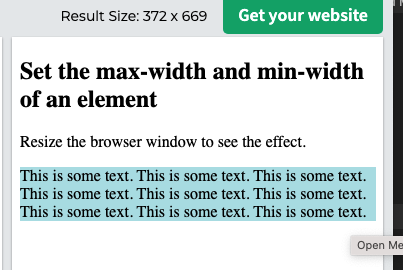 Result Size: 372 x 669
Get your website
Set the max-width and min-width
of an element
Resize the browser window to see the effect.
This is some text. This is some text. This is some text.
This is some text. This is some text. This is some text.
This is some text. This is some text. This is some text.
Open Me